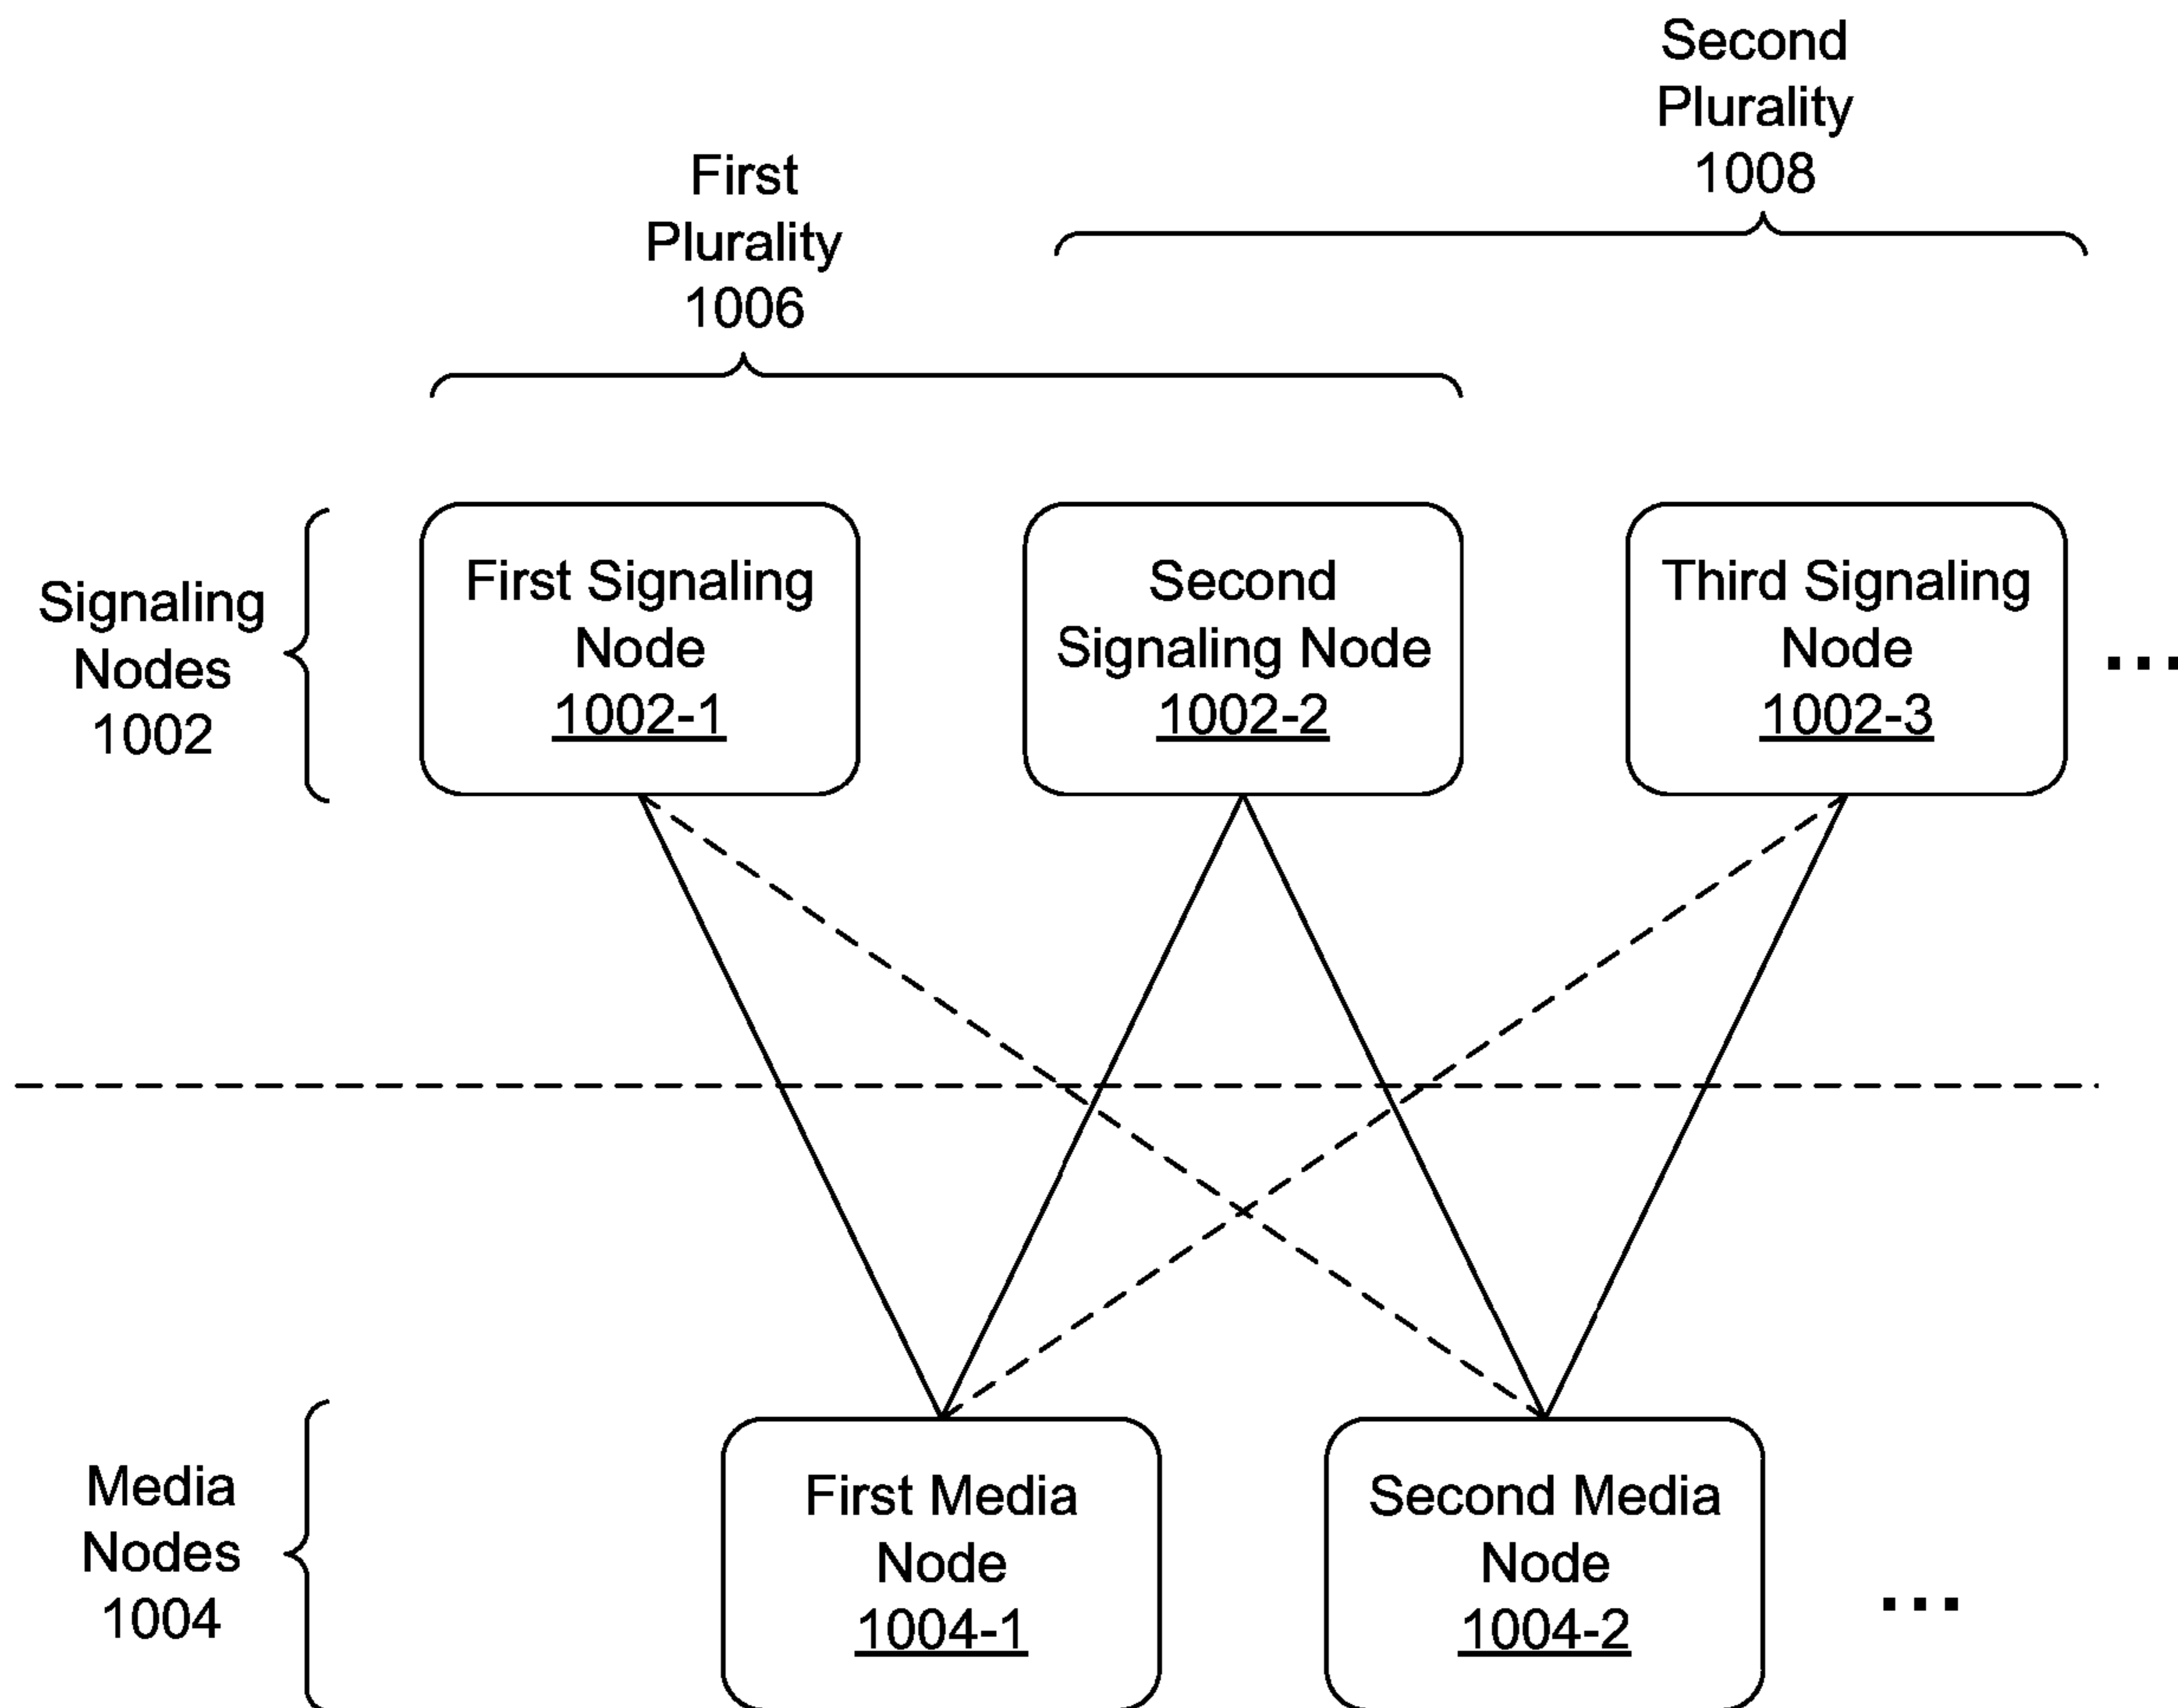 Second
Plurality
1008
First
Plurality
1006
Signaling
Nodes
1002
First Signaling
Node
1002-1
Second
Signaling Node
1002-2
Third Signaling
Node
1002-3
...
Media
Nodes
1004
First Media
Node
1004-1
Second Media
Node
1004-2
...